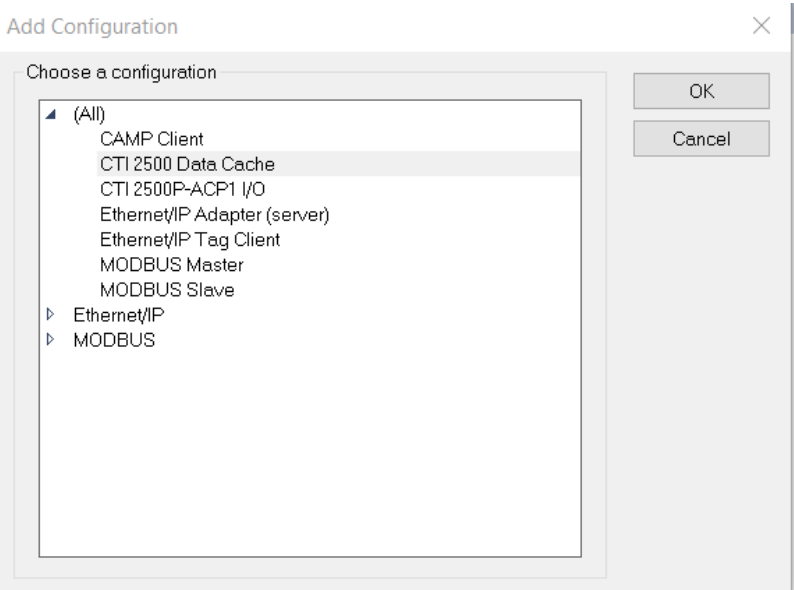 Add Configuration
Choose a configuration
OK
Cancel
(All)
CAMP Client
CTI 2500 Data Cache
CTI 2500P-ACP1 I/O
Ethernet/IP Adapter (server)
Ethernet/IP Tag Client
MODBUS Master
MODBUS Slave
Ethernet/IP
MODBUS